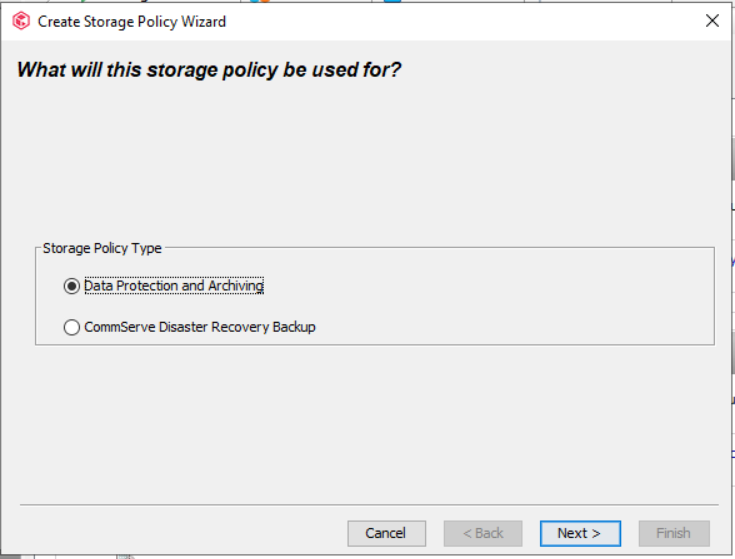 Create Storage Policy Wizard
What will this storage policy be used for?
Storage Policy Type
Data Protection and Archiving
CommServe Disaster Recovery Backup
Cancel < Back Next > Finish